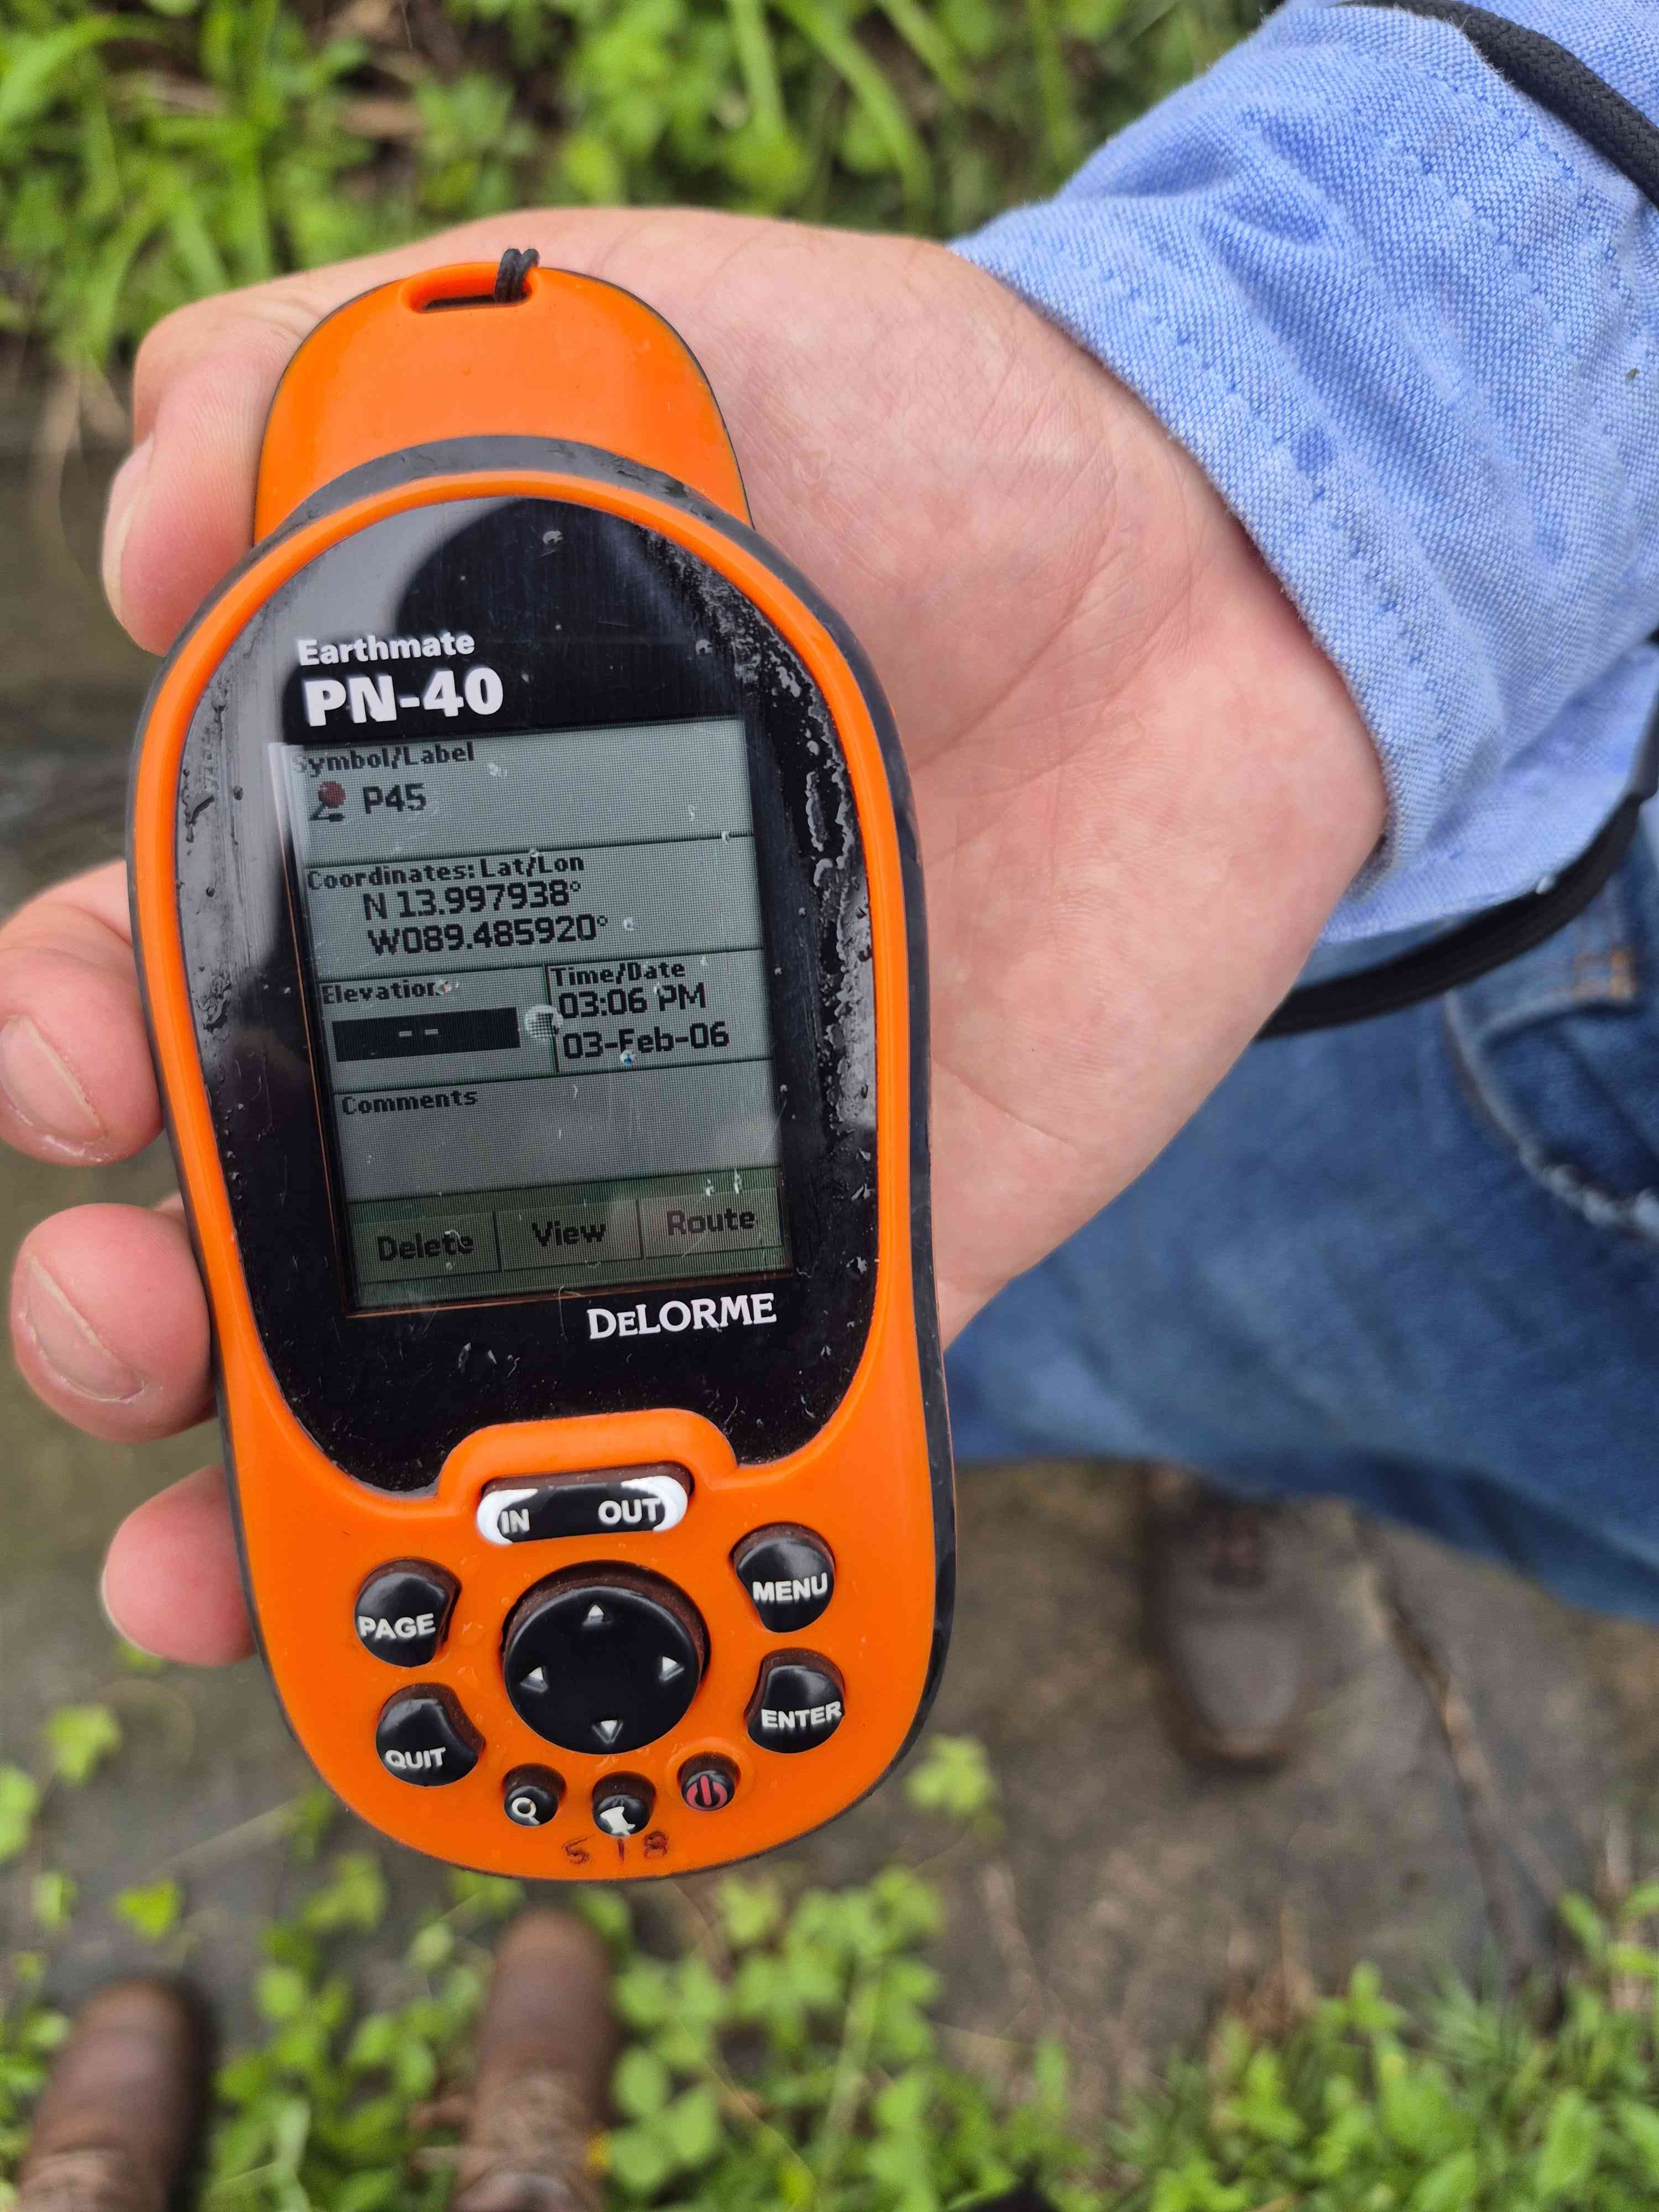 Earthmate
PN-40
Symbol/Label
P45
Coordinates: Lat/Lon
N 13.997938°
W089.485920°
Elevation
--
Time/Date
03:06 PM
03-Feb-06
Comments
Delete View Route
DELORME
IN OUT
PAGE MENU
QUIT ENTER
S18